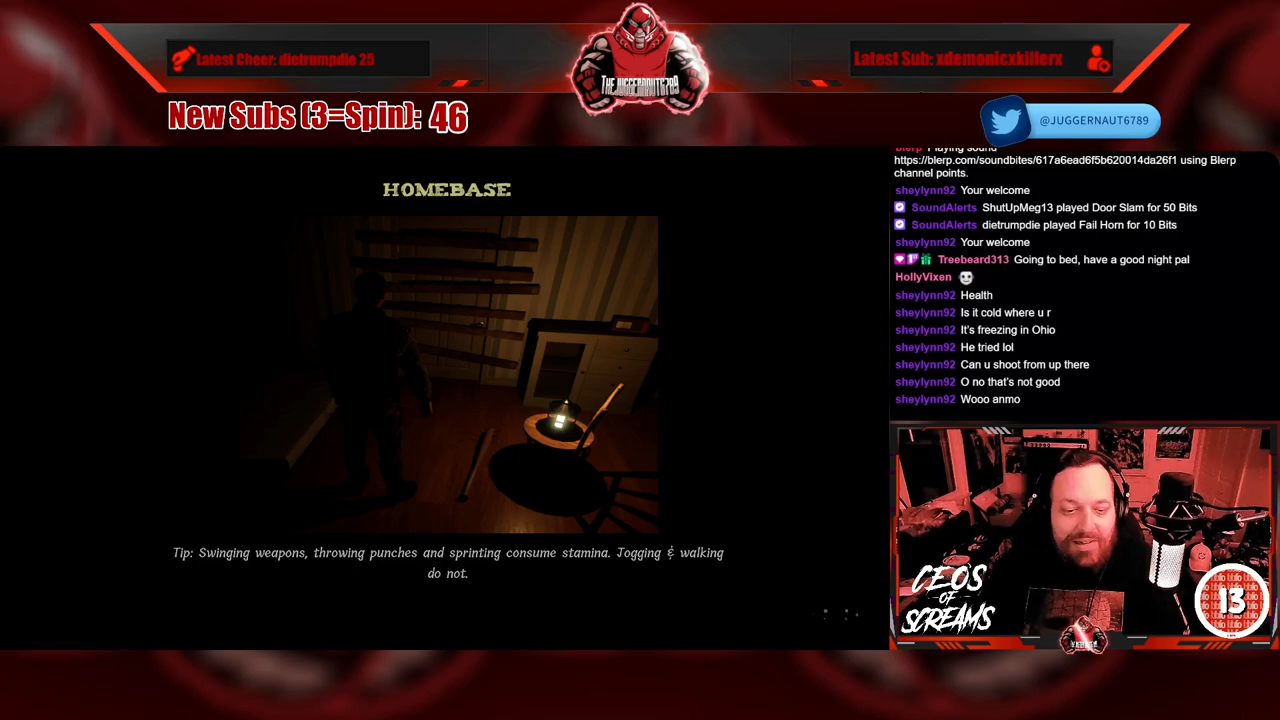 Latest Cheer: dietrumpdie 25
THEJUGGERNAUT6789
Latest Sub: xdemonicxkillerx
New Subs (3=Spin): 46
@JUGGERNAUT6789
Blerp Playing sound
https://blerp.com/soundbites/617a6ead6f5b620014da26f1 using Blerp
channel points.
sheylynn92 Your welcome
SoundAlerts ShutUpMeg13 played Door Slam for 50 Bits
SoundAlerts dietrumpdie played Fail Horn for 10 Bits
sheylynn92 Your welcome
Treebeard313 Going to bed, have a good night pal
HollyVixen
sheylynn92 Health
sheylynn92 Is it cold where u r
sheylynn92 It's freezing in Ohio
sheylynn92 He tried lol
sheylynn92 Can u shoot from up there
sheylynn92 O no that's not good
sheylynn92 Wooo anmo
HOMEBASE
Tip: Swinging weapons, throwing punches and sprinting consume stamina. Jogging & walking
do not.
CEOS
OF
SCREAMS
13